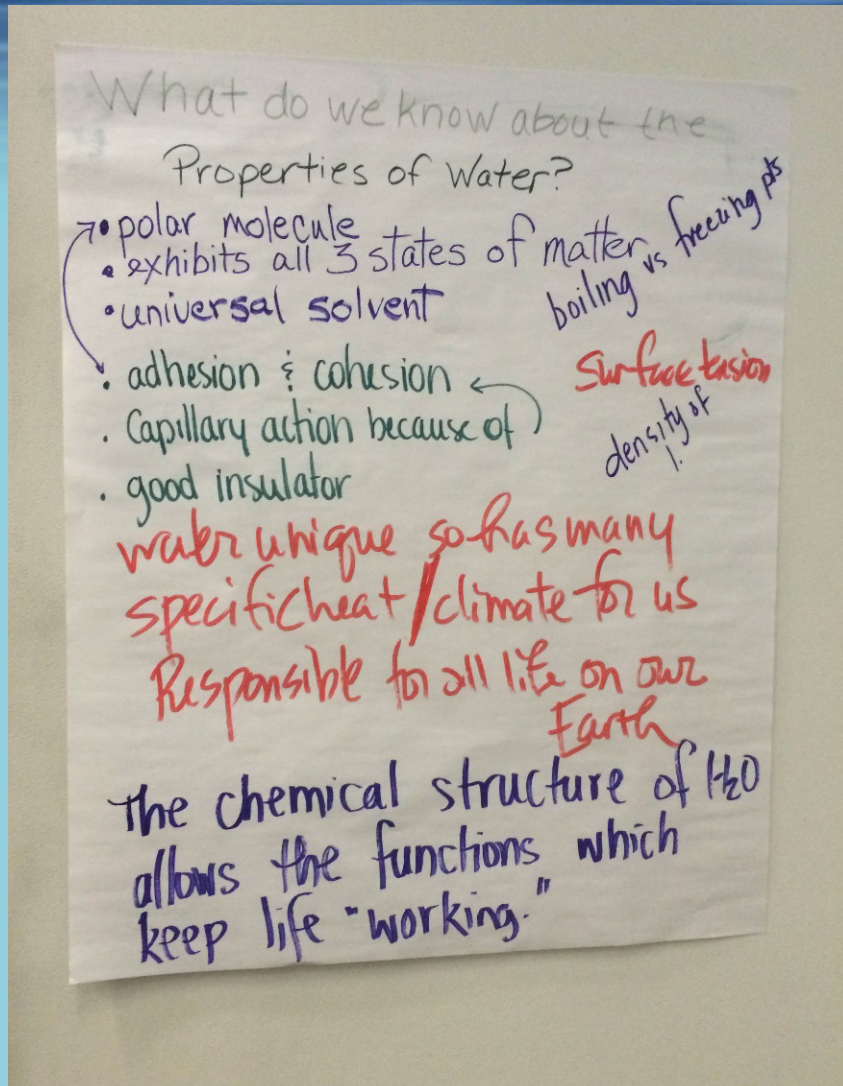 What do we know about the
Properties of Water?
• polar molecule
• exhibits all 3 states of matter
boiling vs freezing pts
• universal solvent
• adhesion & cohesion
Surface tension
• Capillary action because of
density of
• good insulator
water unique so has many
specific heat/climate for us
Responsible for all life on our
Earth
The chemical structure of H2O
allows the functions which
keep life "working."